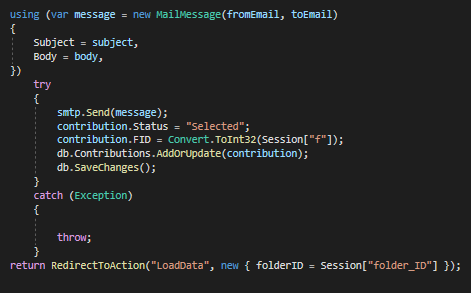 using (var message = new MailMessage(fromEmail, toEmail)
{
    Subject = subject,
    Body = body,
})
    try
    {
        smtp.Send(message);
        contribution.Status = "Selected";
        contribution.FID = Convert.ToInt32(Session["f"]);
        db.Contributions.AddOrUpdate(contribution);
        db.SaveChanges();
    }
    catch (Exception)
    {
        throw;
    }
return RedirectToAction("LoadData", new { folderID = Session["folder_ID"] });